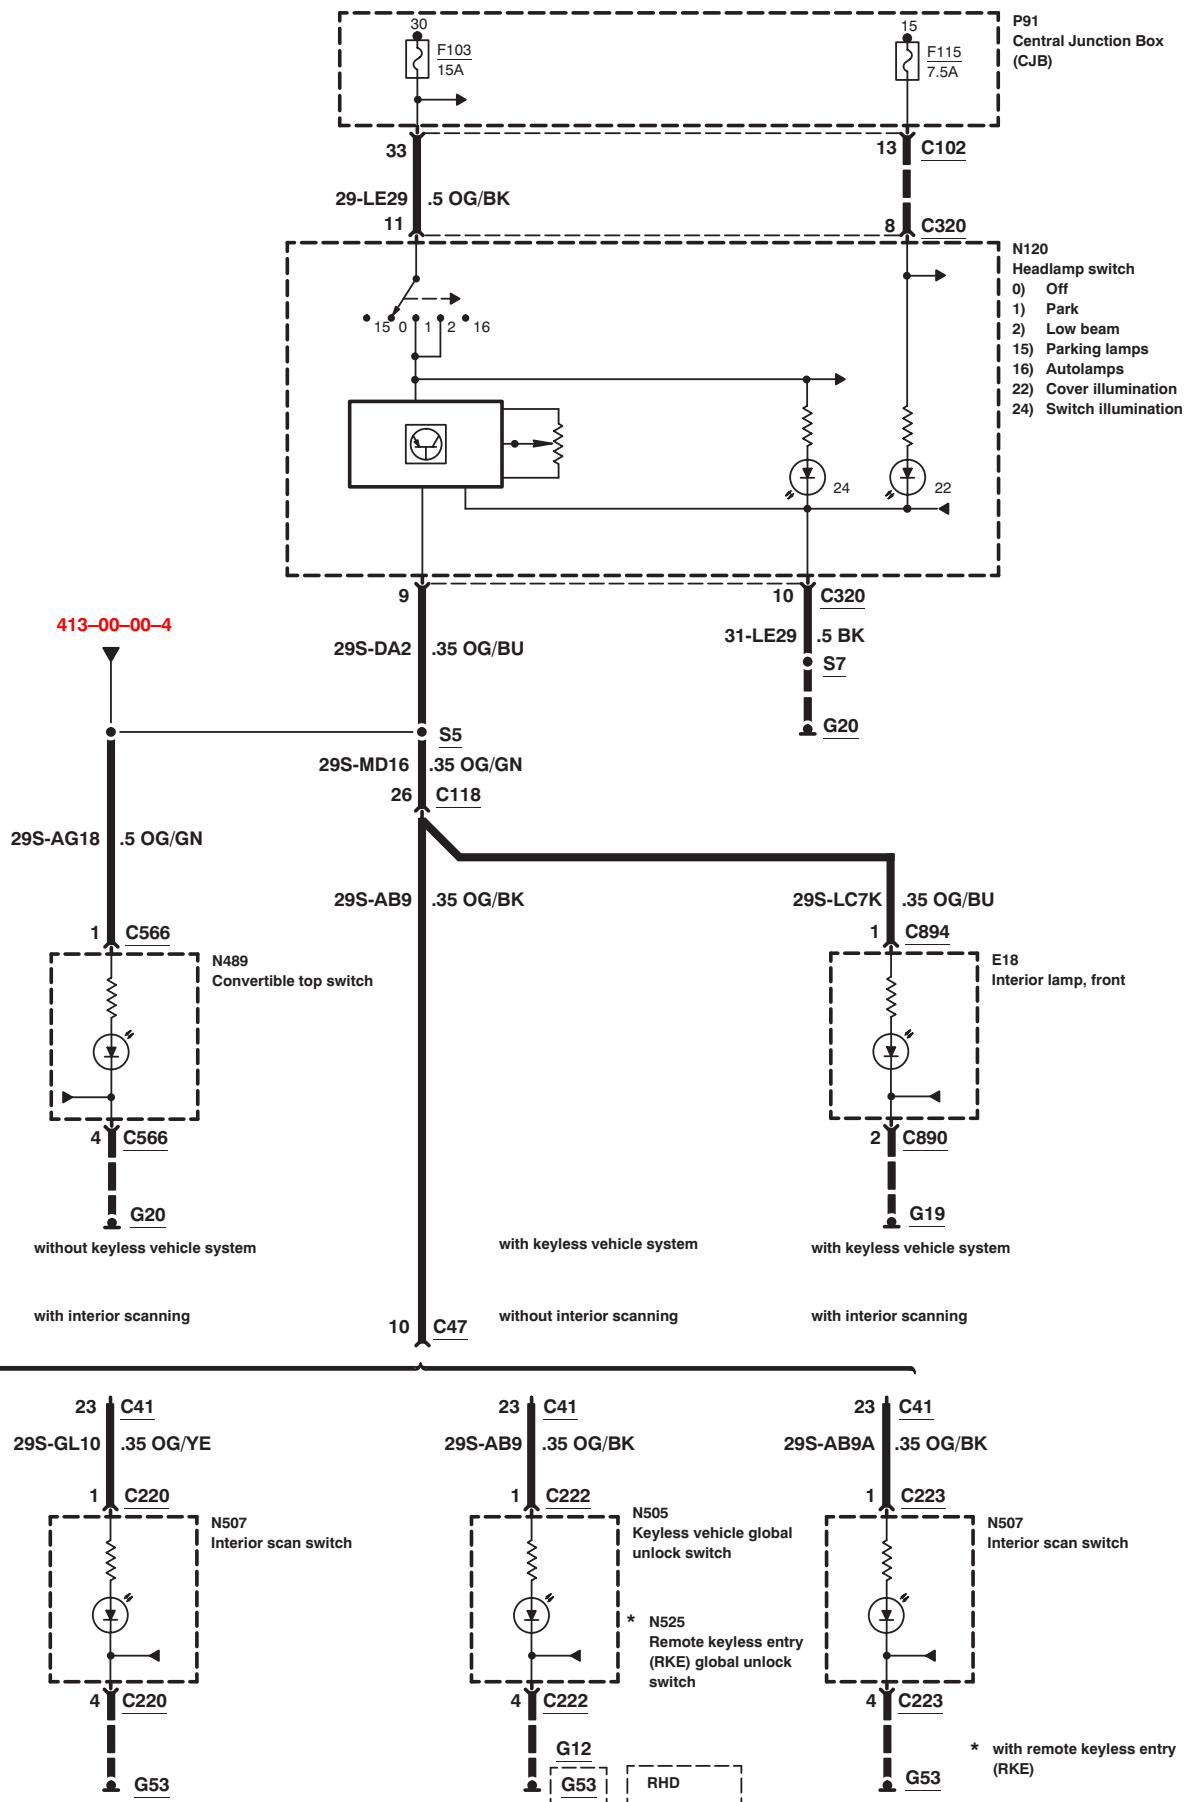 30
F103
15A
15
F115
7.5A
P91
Central Junction Box
(CJB)
33
13 C102
29-LE29 .5 OG/BK
11
8 C320
N120
Headlamp switch
0) Off
1) Park
2) Low beam
15) Parking lamps
16) Autolamps
22) Cover illumination
24) Switch illumination
15 0 1 2 16
24
22
9
10 C320
413–00–00–4
29S-DA2 .35 OG/BU
31-LE29 .5 BK
S7
G20
S5
29S-MD16 .35 OG/GN
26 C118
29S-AG18 .5 OG/GN
29S-AB9 .35 OG/BK
29S-LC7K .35 OG/BU
1 C566
1 C894
N489
Convertible top switch
E18
Interior lamp, front
4 C566
2 C890
G20
G19
without keyless vehicle system
with keyless vehicle system
with keyless vehicle system
with interior scanning
without interior scanning
with interior scanning
10 C47
23 C41
23 C41
23 C41
29S-GL10 .35 OG/YE
29S-AB9 .35 OG/BK
29S-AB9A .35 OG/BK
1 C220
1 C222
1 C223
N507
Interior scan switch
N505
Keyless vehicle global
unlock switch
N507
Interior scan switch
* N525
Remote keyless entry
(RKE) global unlock
switch
4 C220
4 C222
4 C223
G12
* with remote keyless entry
(RKE)
G53
G53
RHD
G53